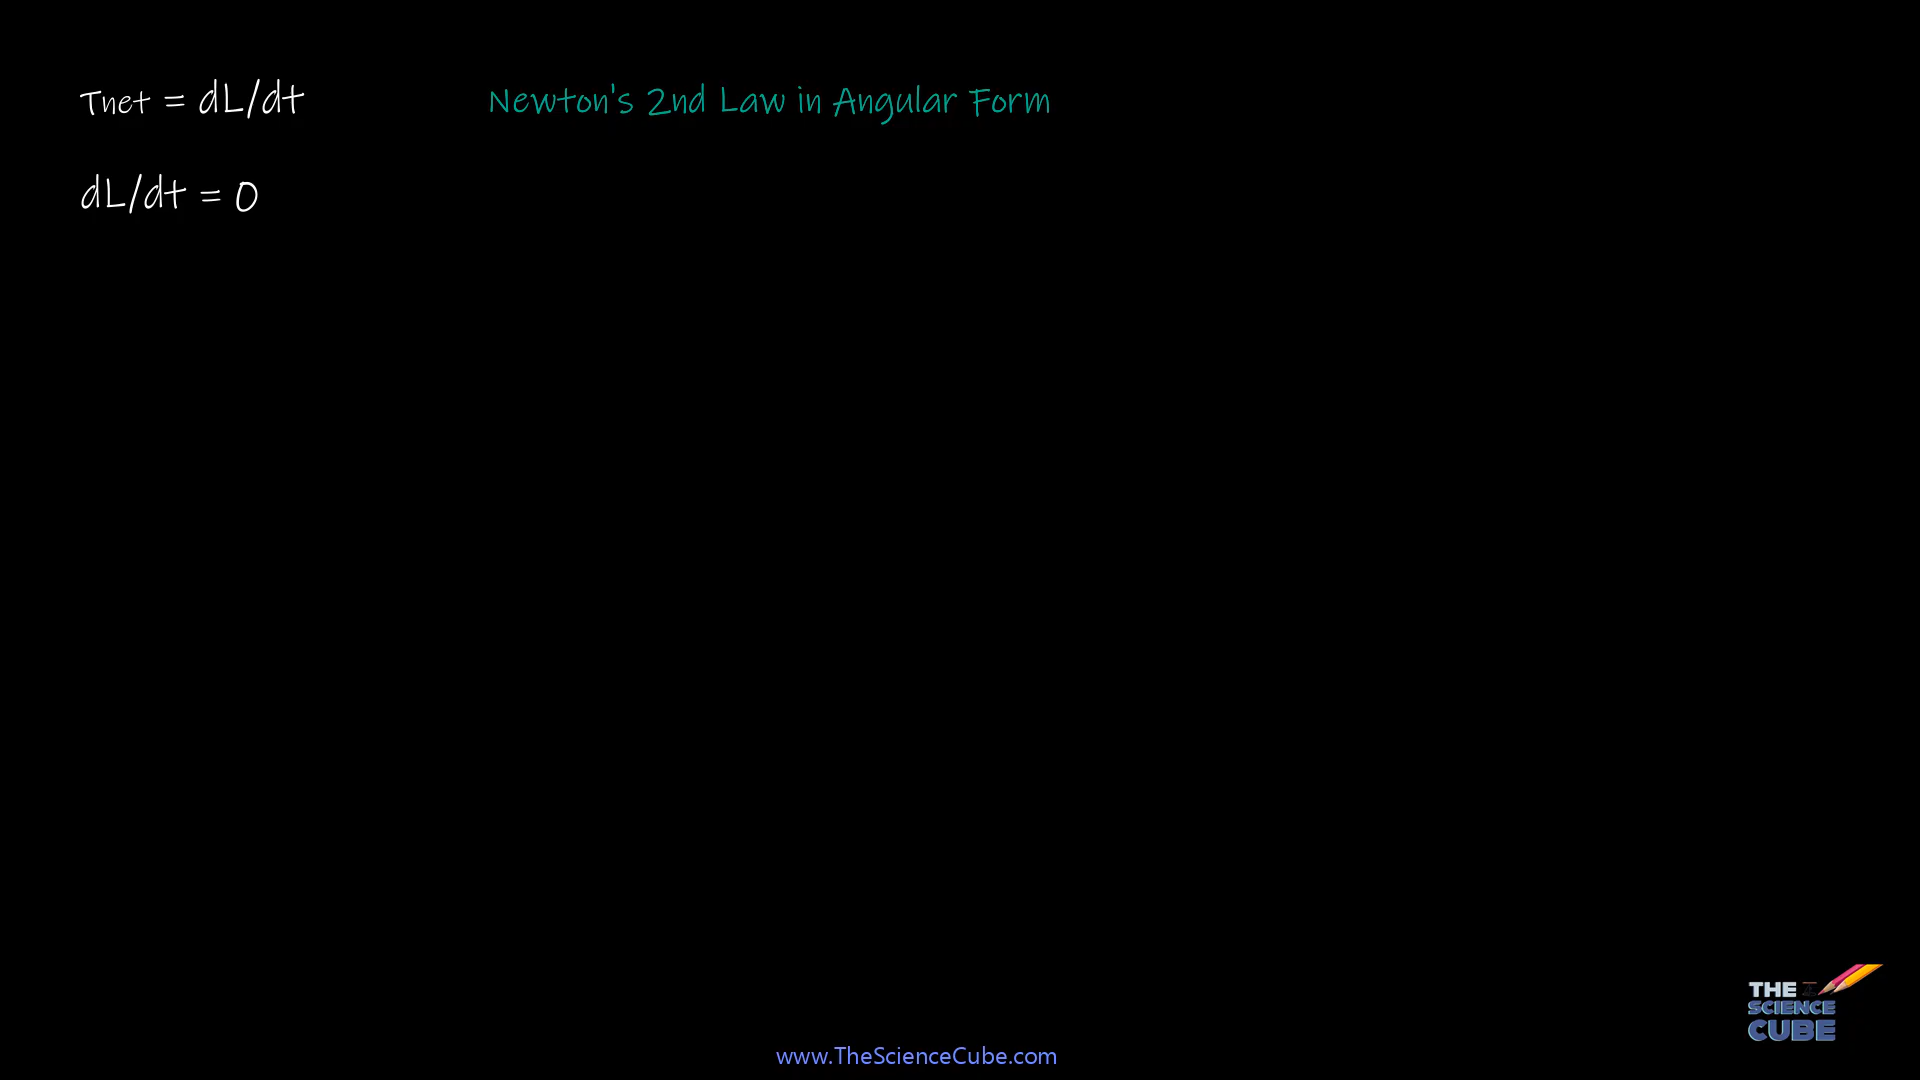 τnet = dL/dt Newton's 2nd Law in Angular Form
dL/dt = 0
THE
SCIENCE
CUBE
www.TheScienceCube.com